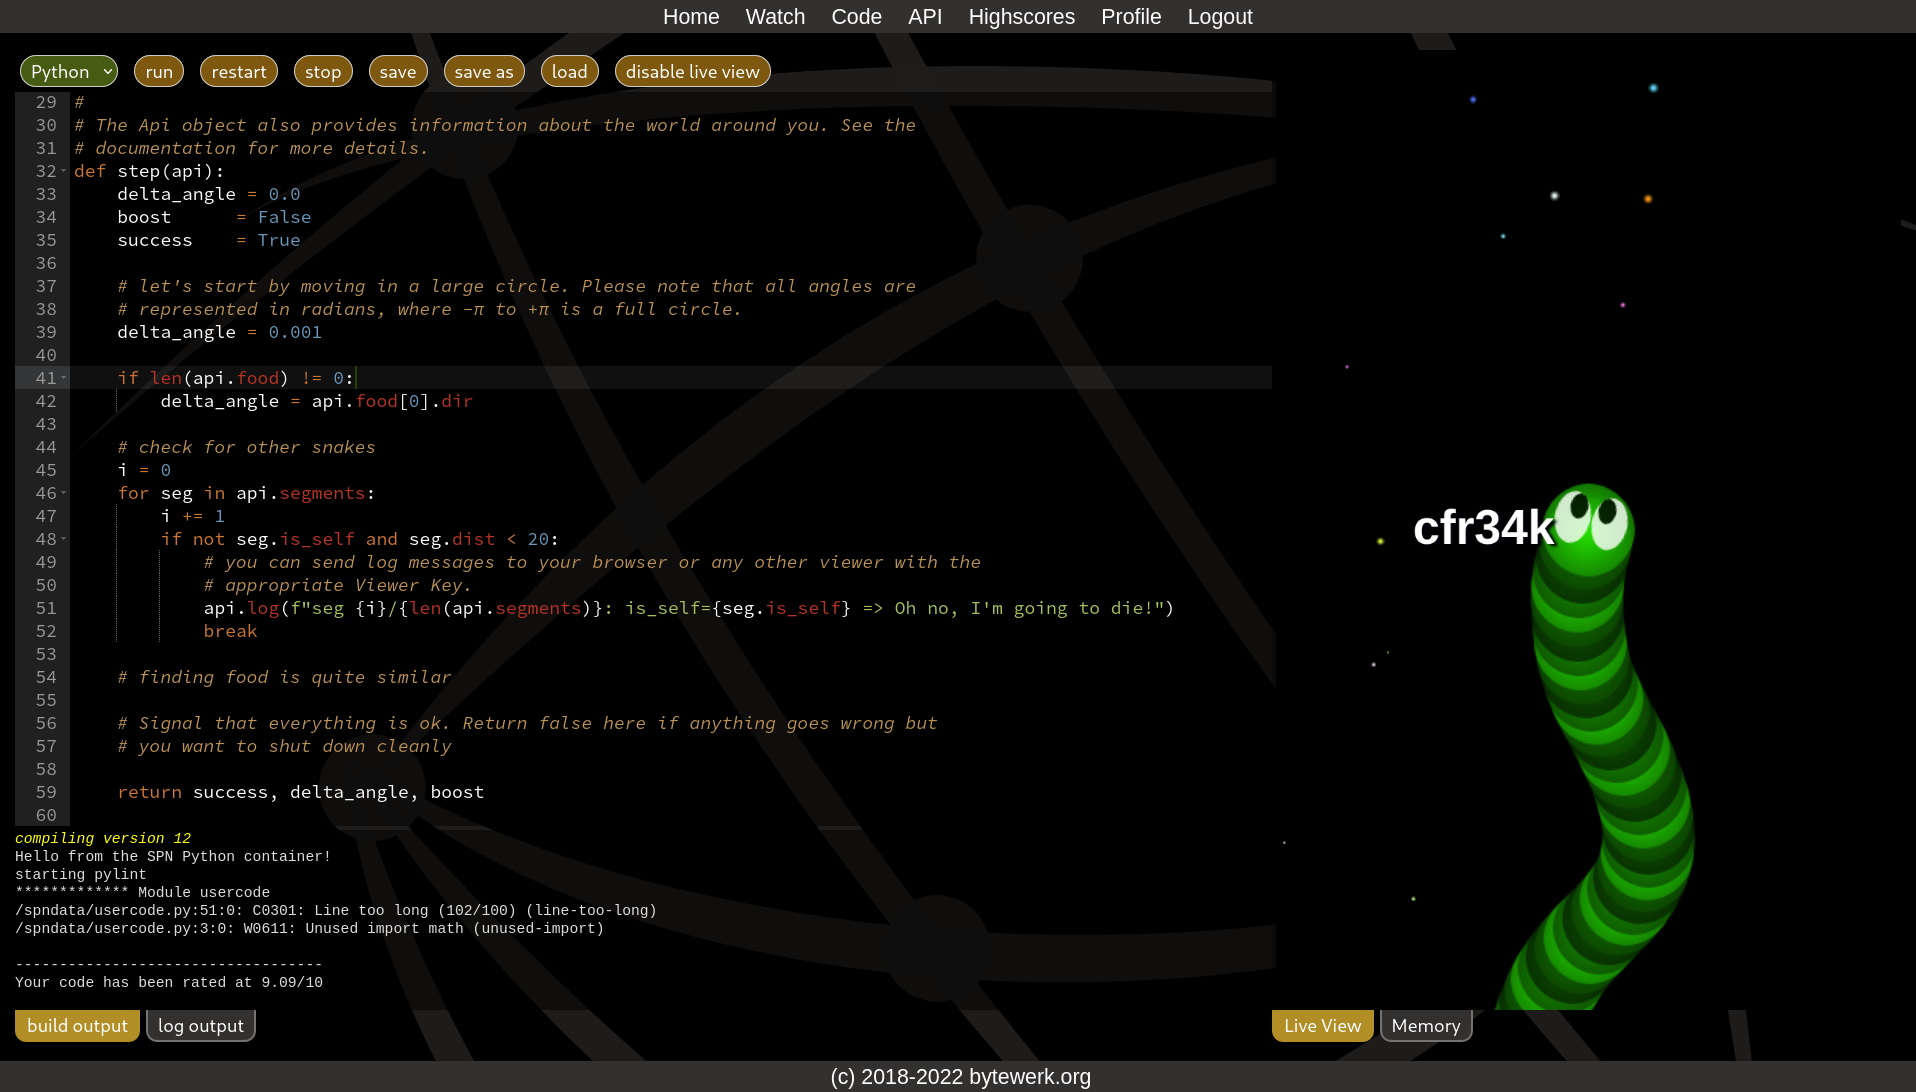 Home Watch Code API Highscores Profile Logout
Python run restart stop save save as load disable live view
29 #
30 # The Api object also provides information about the world around you. See the
31 # documentation for more details.
32 def step(api):
33     delta_angle = 0.0
34     boost      = False
35     success    = True
36
37     # let's start by moving in a large circle. Please note that all angles are
38     # represented in radians, where −π to +π is a full circle.
39     delta_angle = 0.001
40
41     if len(api.food) != 0:
42         delta_angle = api.food[0].dir
43
44     # check for other snakes
45     i = 0
46     for seg in api.segments:
47         i += 1
48         if not seg.is_self and seg.dist < 20:
49             # you can send log messages to your browser or any other viewer with the
50             # appropriate Viewer Key.
51             api.log(f"seg {i}/{len(api.segments)}: is_self={seg.is_self} => Oh no, I'm going to die!")
52             break
53
54     # finding food is quite similar
55
56     # Signal that everything is ok. Return false here if anything goes wrong but
57     # you want to shut down cleanly
58
59     return success, delta_angle, boost
60
cfr34k
compiling version 12
Hello from the SPN Python container!
starting pylint
************* Module usercode
/spndata/usercode.py:51:0: C0301: Line too long (102/100) (line-too-long)
/spndata/usercode.py:3:0: W0611: Unused import math (unused-import)
-----------------------------------
Your code has been rated at 9.09/10
build output log output
Live View Memory
(c) 2018-2022 bytewerk.org